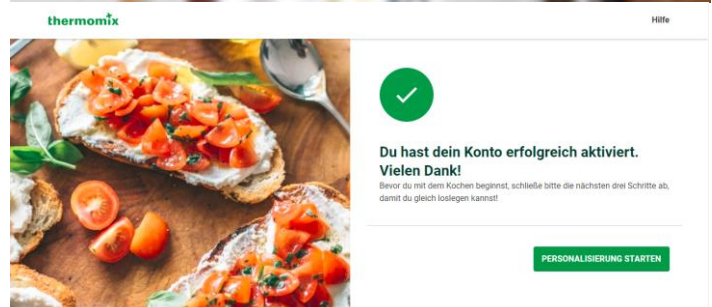 thermomix
Hilfe
Du hast dein Konto erfolgreich aktiviert.
Vielen Dank!
Bevor du mit dem Kochen beginnst, schließe bitte die nächsten drei Schritte ab,
damit du gleich loslegen kannst!
PERSONALISIERUNG STARTEN